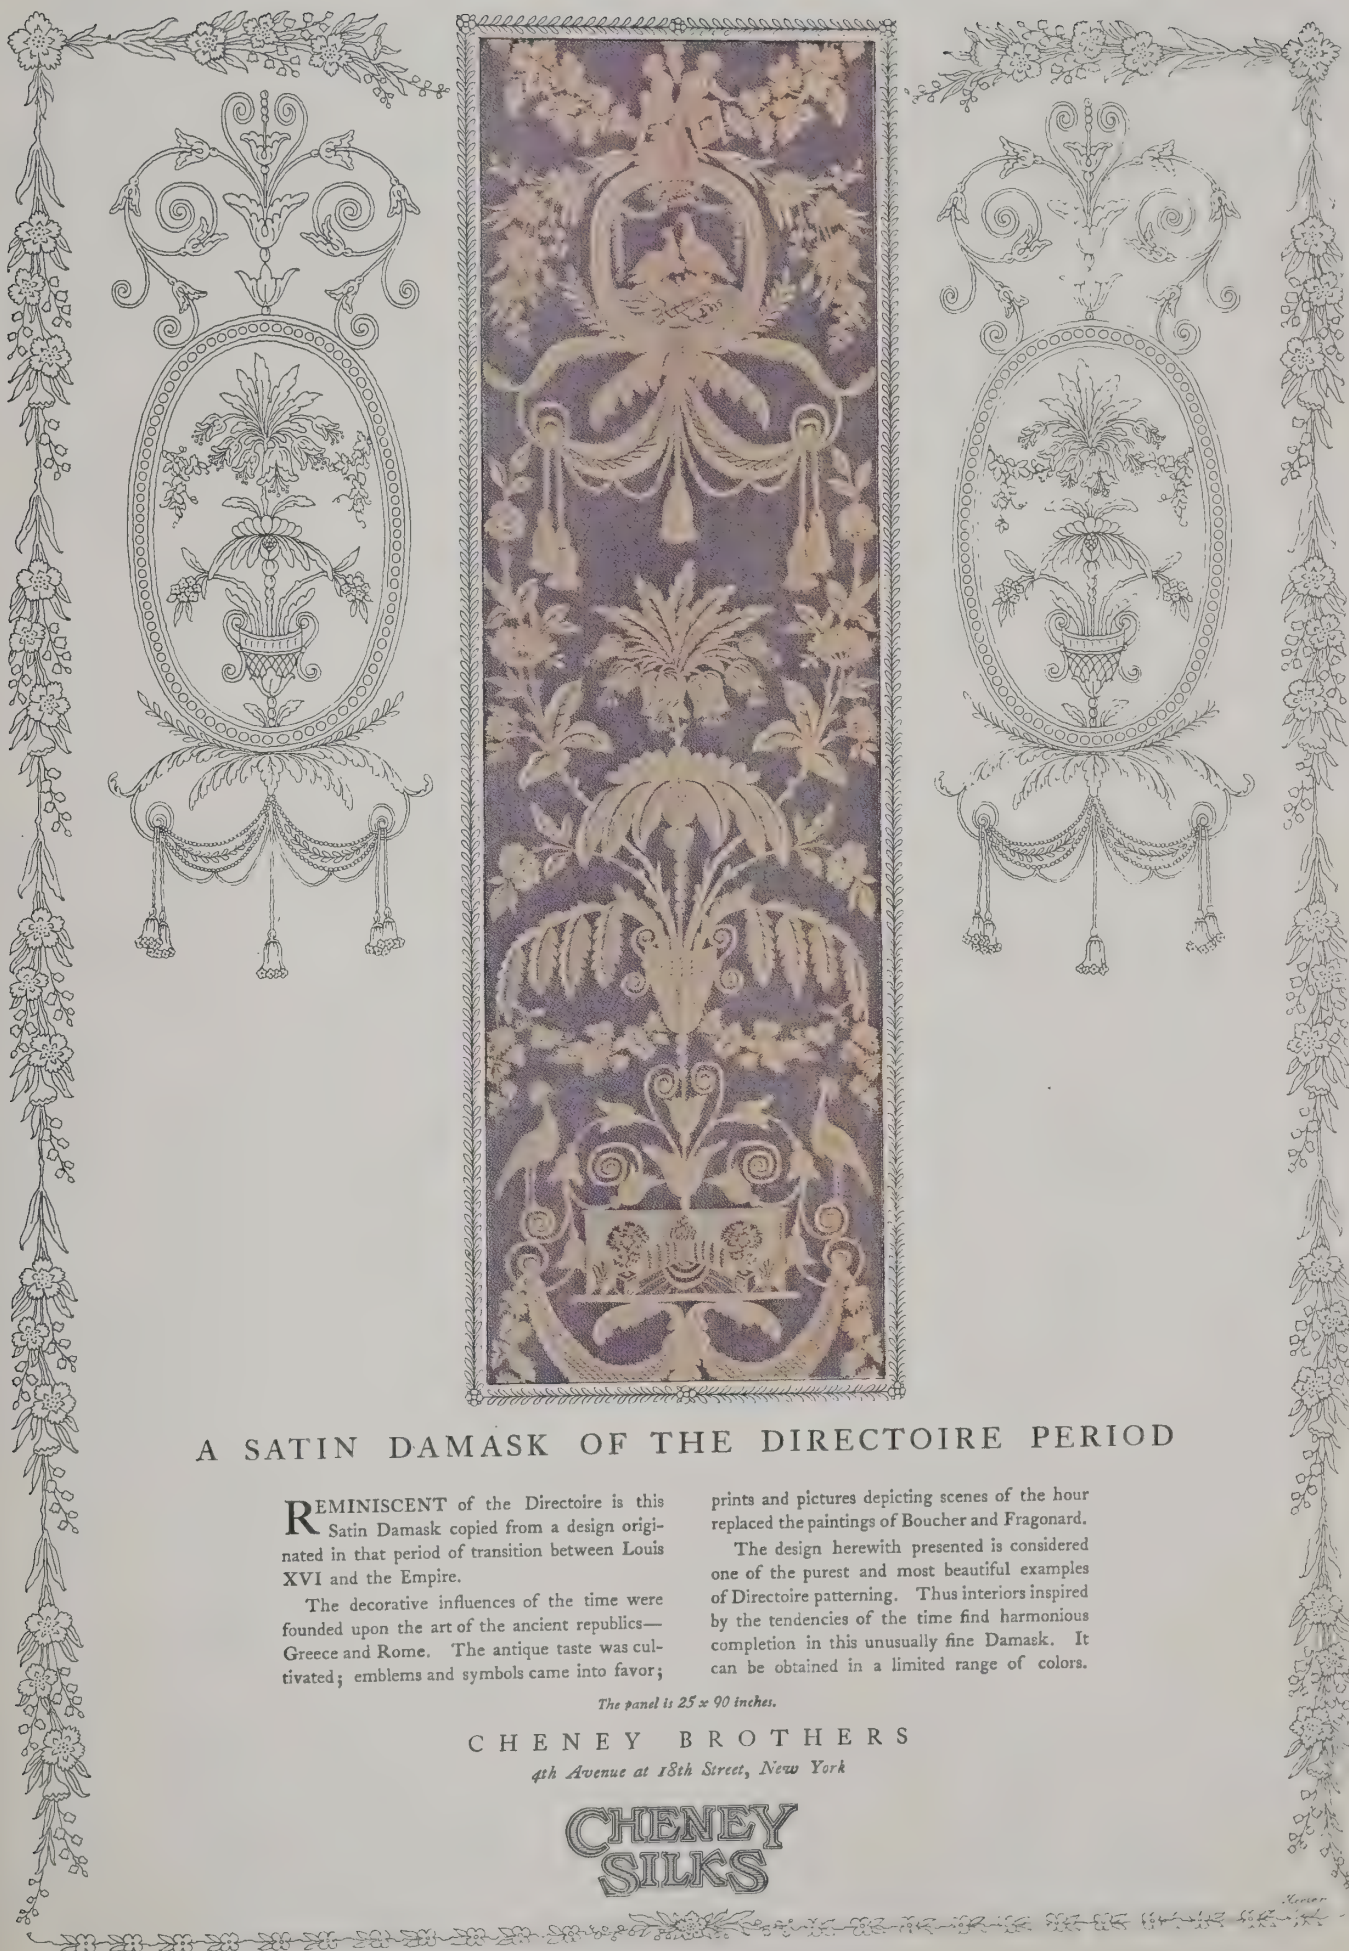 A SATIN DAMASK OF THE DIRECTOIRE PERIOD
REMINISCENT of the Directoire is this
Satin Damask copied from a design origi-
nated in that period of transition between Louis
XVI and the Empire.
The decorative influences of the time were
founded upon the art of the ancient republics—
Greece and Rome. The antique taste was cul-
tivated; emblems and symbols came into favor;
prints and pictures depicting scenes of the hour
replaced the paintings of Boucher and Fragonard.
The design herewith presented is considered
one of the purest and most beautiful examples
of Directoire patterning. Thus interiors inspired
by the tendencies of the time find harmonious
completion in this unusually fine Damask. It
can be obtained in a limited range of colors.
The panel is 25 x 90 inches.
CHENEY BROTHERS
4th Avenue at 18th Street, New York
CHENEY
SILKS